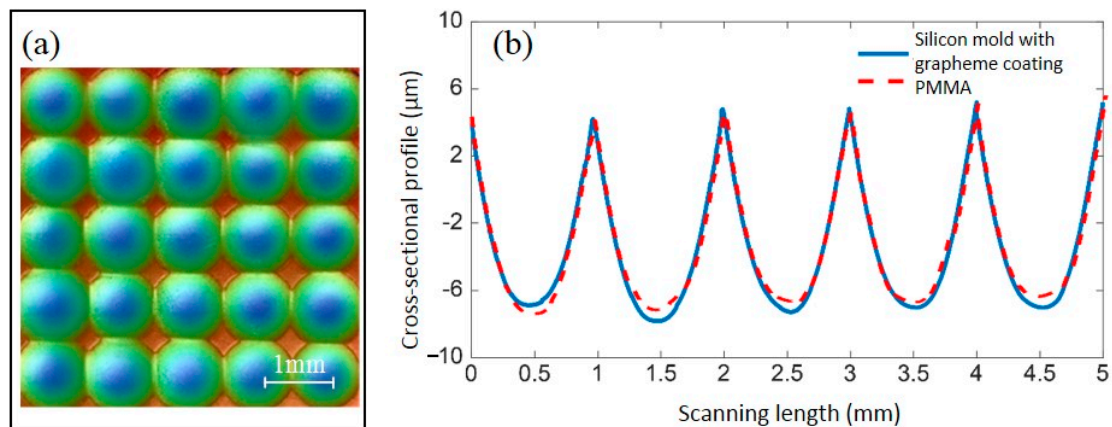 (a)
1mm
(b)
Silicon mold with
grapheme coating
PMMA
Cross-sectional profile (μm)
10
6
2
-2
-6
−10
0
0.5
1
1.5
2
2.5
3
3.5
4
4.5
5
Scanning length (mm)